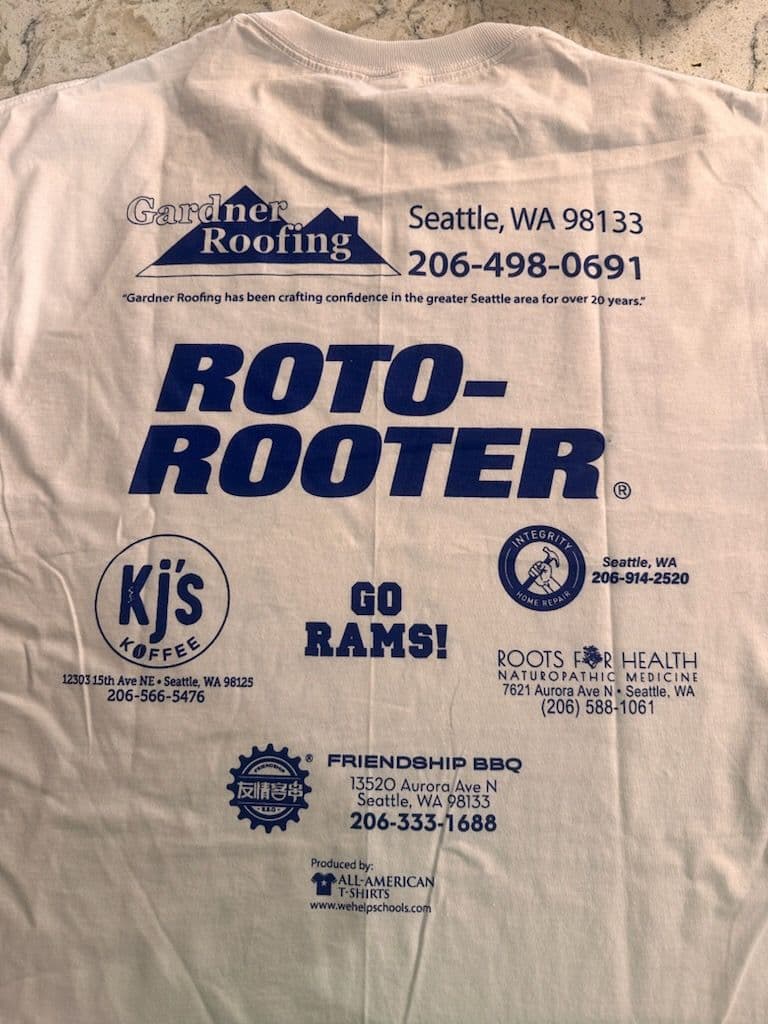 Gardner
Roofing
Seattle, WA 98133
206-498-0691
"Gardner Roofing has been crafting confidence in the greater Seattle area for over 20 years."
ROTO-
ROOTER®
Kj's
KOFFEE
12303 15th Ave NE • Seattle, WA 98125
206-566-5476
GO
RAMS!
INTEGRITY
HOME REPAIR
Seattle, WA
206-914-2520
ROOTS FOR HEALTH
NATUROPATHIC MEDICINE
7621 Aurora Ave N • Seattle, WA
(206) 588-1061
FRIENDSHIP
友情客串
BBQ
®
FRIENDSHIP BBQ
13520 Aurora Ave N
Seattle, WA 98133
206-333-1688
Produced by:
ALL-AMERICAN
T-SHIRTS
www.wehelpschools.com